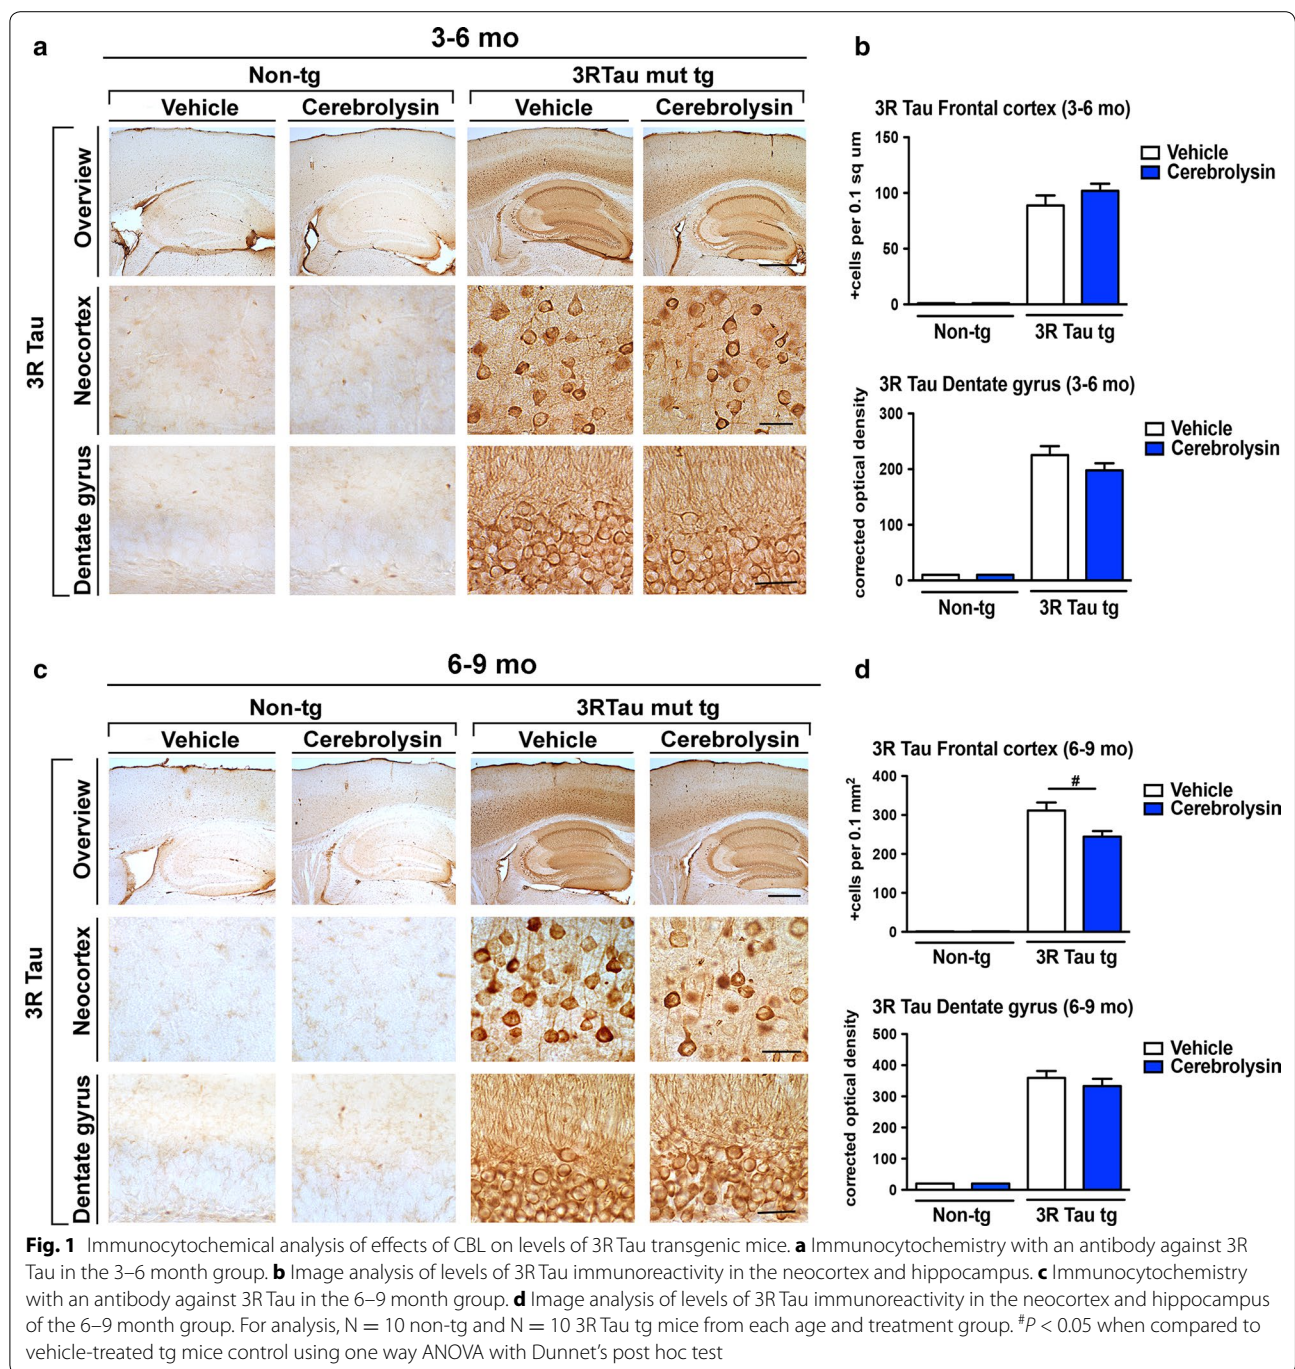 a
3-6 mo
Non-tg
3RTau mut tg
Vehicle
Cerebrolysin
Vehicle
Cerebrolysin
3R Tau
Overview
Neocortex
Dentate gyrus
b
3R Tau Frontal cortex (3-6 mo)
+cells per 0.1 sq um
150
100
50
0
Non-tg
3R Tau tg
Vehicle
Cerebrolysin
3R Tau Dentate gyrus (3-6 mo)
corrected optical density
300
200
100
0
Non-tg
3R Tau tg
Vehicle
Cerebrolysin
c
6-9 mo
Non-tg
3RTau mut tg
Vehicle
Cerebrolysin
Vehicle
Cerebrolysin
3R Tau
Overview
Neocortex
Dentate gyrus
d
3R Tau Frontal cortex (6-9 mo)
+cells per 0.1 mm²
400
300
200
100
0
#
Non-tg
3R Tau tg
Vehicle
Cerebrolysin
3R Tau Dentate gyrus (6-9 mo)
corrected optical density
500
400
300
200
100
0
Non-tg
3R Tau tg
Vehicle
Cerebrolysin
Fig. 1 Immunocytochemical analysis of effects of CBL on levels of 3R Tau transgenic mice. a Immunocytochemistry with an antibody against 3R
Tau in the 3–6 month group. b Image analysis of levels of 3R Tau immunoreactivity in the neocortex and hippocampus. c Immunocytochemistry
with an antibody against 3R Tau in the 6–9 month group. d Image analysis of levels of 3R Tau immunoreactivity in the neocortex and hippocampus
of the 6–9 month group. For analysis, N = 10 non-tg and N = 10 3R Tau tg mice from each age and treatment group. #P < 0.05 when compared to
vehicle-treated tg mice control using one way ANOVA with Dunnet's post hoc test